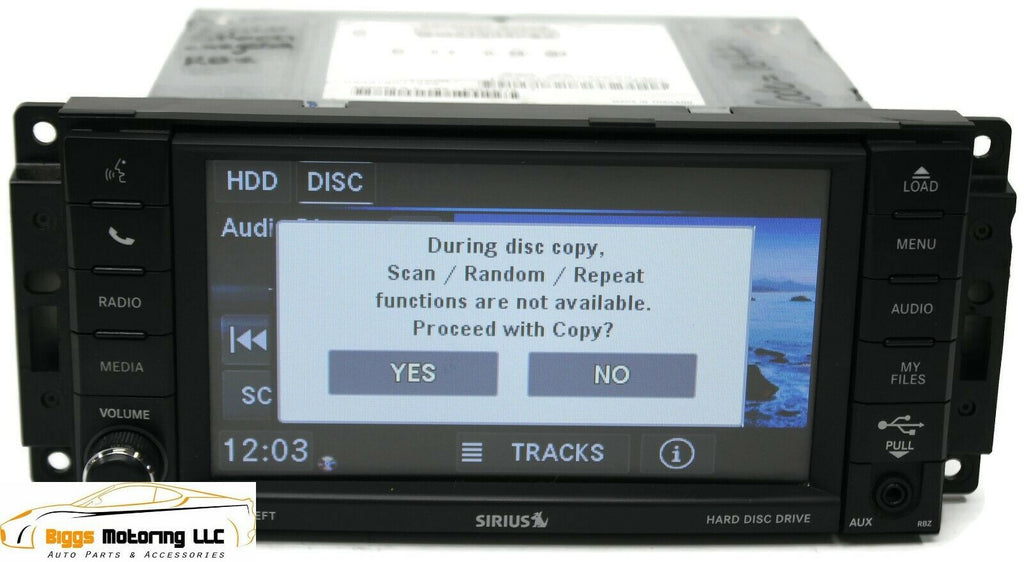 HDD DISC
Audi
During disc copy,
Scan / Random / Repeat
functions are not available.
Proceed with Copy?
YES NO
SC
12:03 TRACKS i
RADIO
MEDIA
VOLUME
LOAD
MENU
AUDIO
MY
FILES
PULL
AUX RBZ
EFT SIRIUS HARD DISC DRIVE
Biggs Motoring LLC
Auto Parts & Accessories